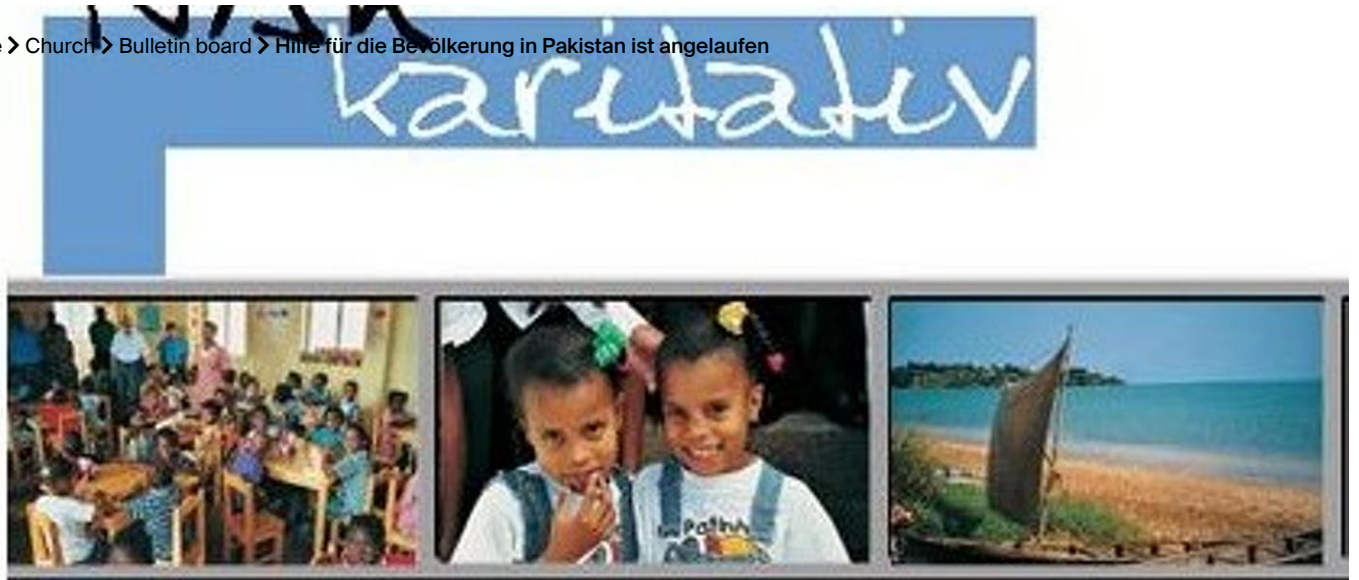 Church > Bulletin board > Hilfe für die Bevölkerung in Pakistan ist angelaufen
karitativ